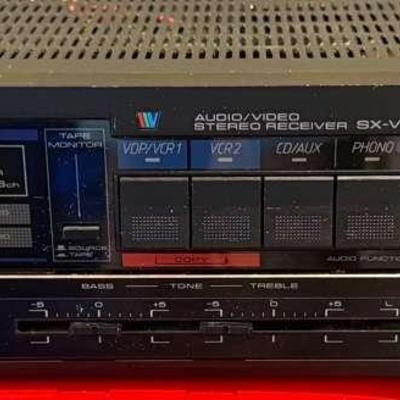 AUDIO/VIDEO
STEREO RECEIVER SX-V
TAPE
MONITOR
VDP/VCR1 VCR2 CD/AUX PHONO
SOURCE
TAPE
COPY
AUDIO FUNCTI
BASS TONE TREBLE
-5 0 +5 -5 0 +5 L